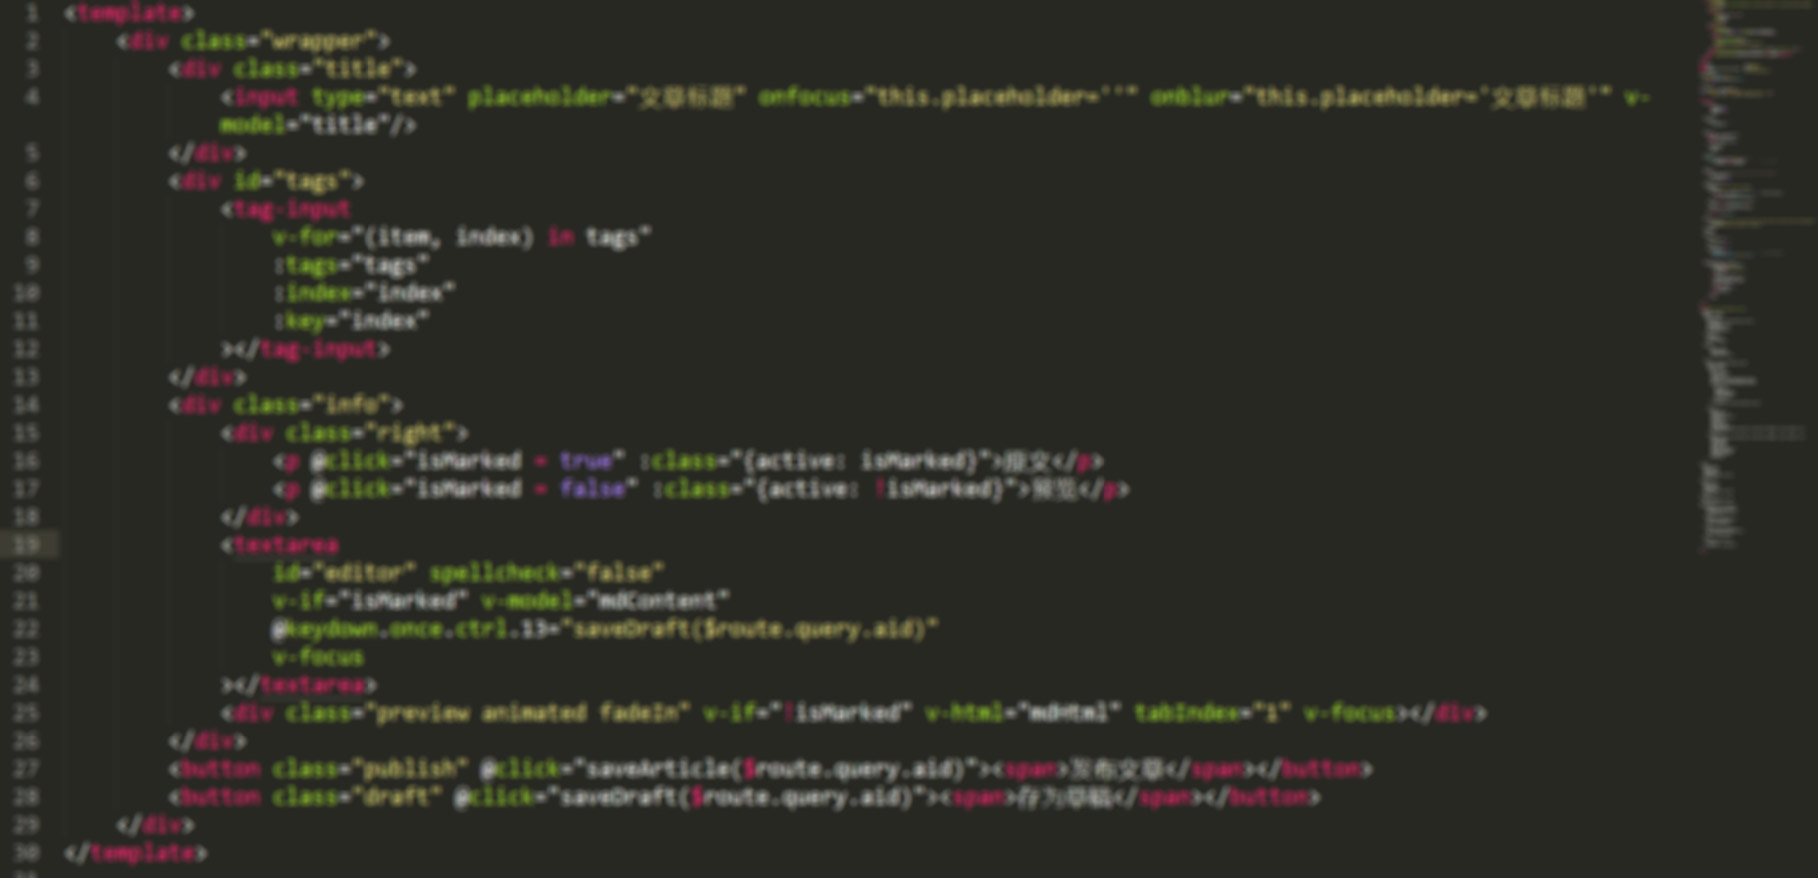 1 <template>
2 <div class="wrapper">
3 <div class="title">
4 <input type="text" placeholder="文章标题" onfocus="this.placeholder=''" onblur="this.placeholder='文章标题'" v-
model="title"/>
5 </div>
6 <div id="tags">
7 <tag-input
8 v-for="(item, index) in tags"
9 :tags="tags"
10 :index="index"
11 :key="index"
12 ></tag-input>
13 </div>
14 <div class="info">
15 <div class="right">
16 <p @click="isMarked = true" :class="{active: isMarked}">原文</p>
17 <p @click="isMarked = false" :class="{active: !isMarked}">预览</p>
18 </div>
19 <textarea
20 id="editor" spellcheck="false"
21 v-if="isMarked" v-model="mdContent"
22 @keydown.once.ctrl.13="saveDraft($route.query.aid)"
23 v-focus
24 ></textarea>
25 <div class="preview animated fadeIn" v-if="!isMarked" v-html="mdHtml" tabIndex="1" v-focus></div>
26 </div>
27 <button class="publish" @click="saveArticle($route.query.aid)"><span>发布文章</span></button>
28 <button class="draft" @click="saveDraft($route.query.aid)"><span>存为草稿</span></button>
29 </div>
30 </template>